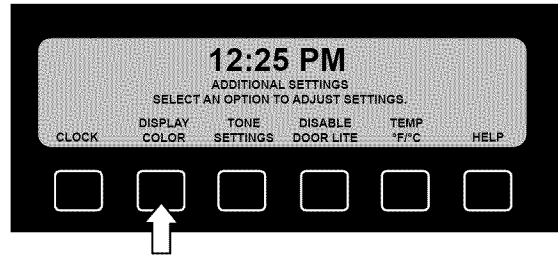 12:25 PM
ADDITIONAL SETTINGS
SELECT AN OPTION TO ADJUST SETTINGS.
DISPLAY TONE DISABLE TEMP
CLOCK COLOR SETTINGS DOOR LITE °F/°C HELP